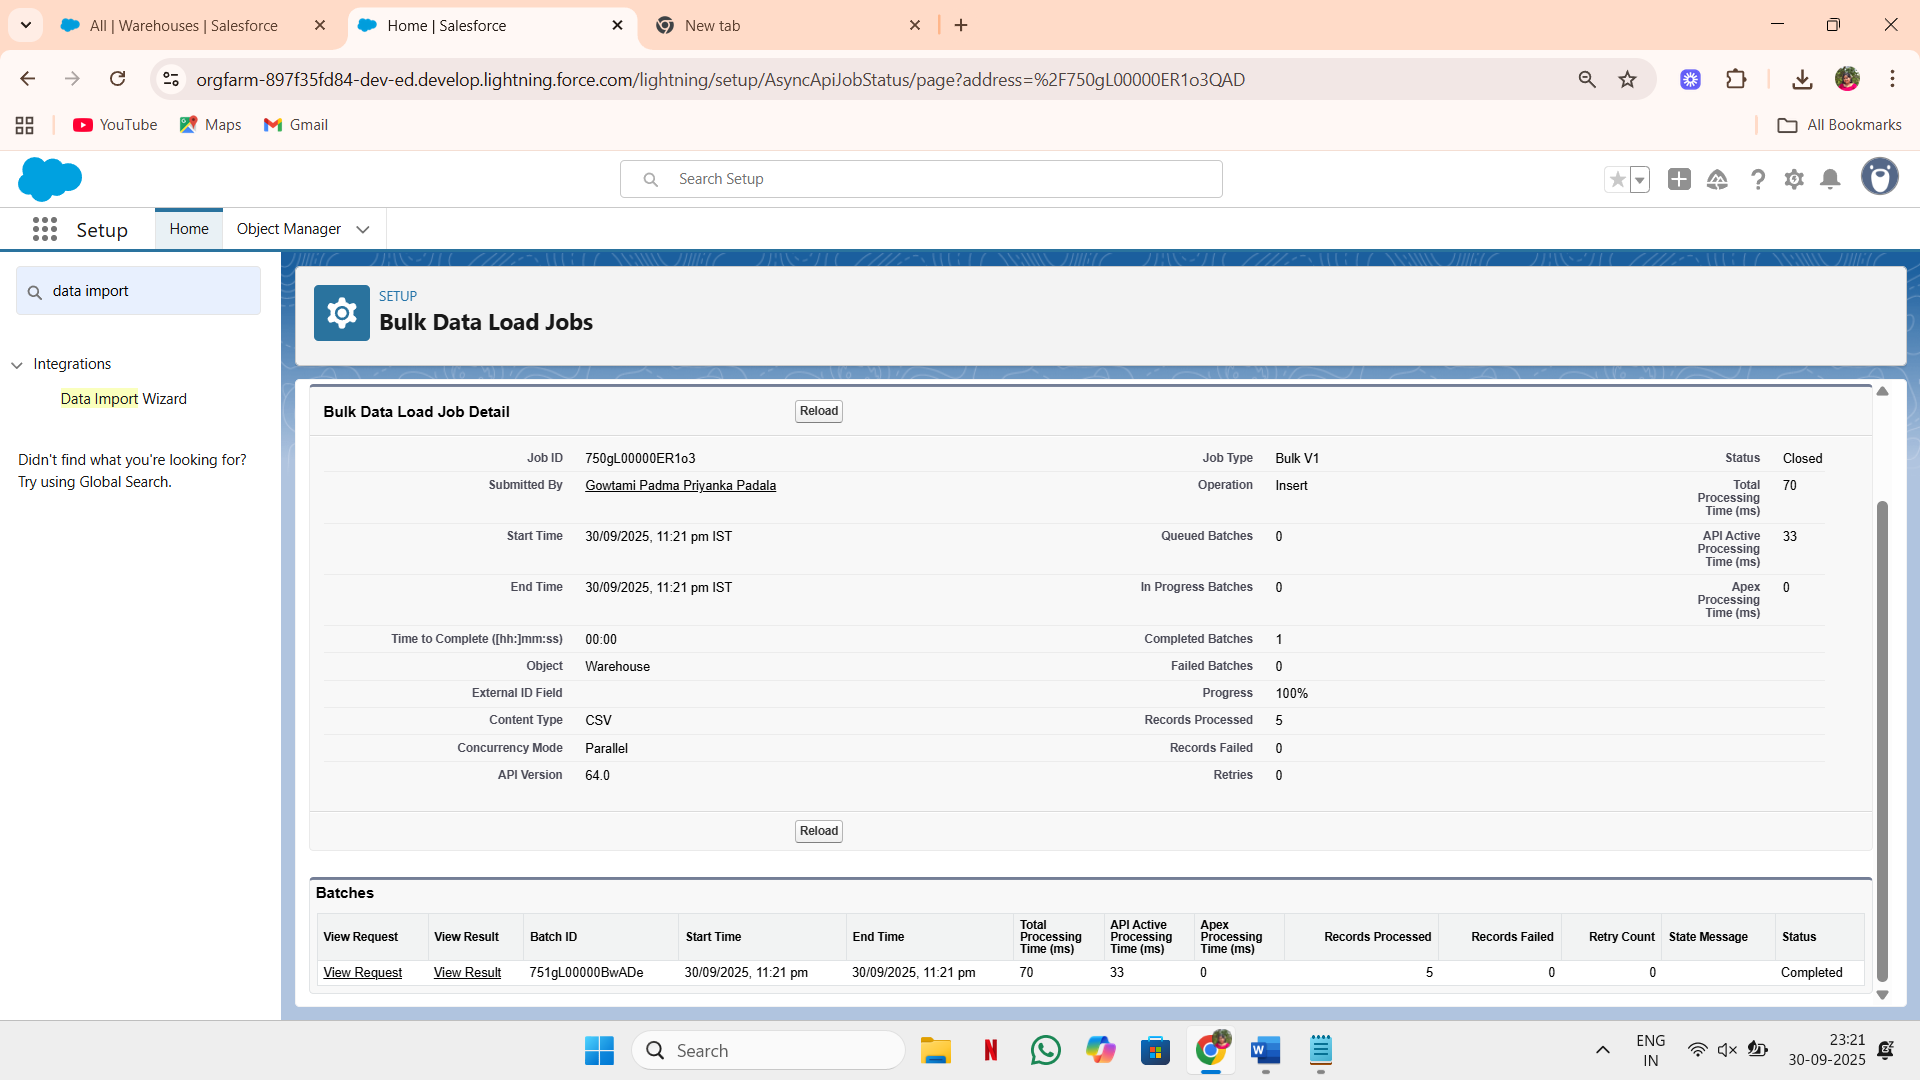 All | Warehouses | Salesforce
Home | Salesforce
New tab
orgfarm-897f35fd84-dev-ed.develop.lightning.force.com/lightning/setup/AsyncApiJobStatus/page?address=%2F750gL00000ER1o3QAD
YouTube
Maps
Gmail
All Bookmarks
Search Setup
Setup
Home
Object Manager
data import
Integrations
Data Import Wizard
Didn't find what you're looking for?
Try using Global Search.
SETUP
Bulk Data Load Jobs
Bulk Data Load Job Detail
Reload
Job ID 750gL00000ER1o3 Job Type Bulk V1 Status Closed
Submitted By Gowtami Padma Priyanka Padala Operation Insert Total Processing Time (ms) 70
Start Time 30/09/2025, 11:21 pm IST Queued Batches 0 API Active Processing Time (ms) 33
End Time 30/09/2025, 11:21 pm IST In Progress Batches 0 Apex Processing Time (ms) 0
Time to Complete ([hh:]mm:ss) 00:00 Completed Batches 1
Object Warehouse Failed Batches 0
External ID Field Progress 100%
Content Type CSV Records Processed 5
Concurrency Mode Parallel Records Failed 0
API Version 64.0 Retries 0
Reload
Batches
View Request View Result Batch ID Start Time End Time Total Processing Time (ms) API Active Processing Time (ms) Apex Processing Time (ms) Records Processed Records Failed Retry Count State Message Status
View Request View Result 751gL00000BwADe 30/09/2025, 11:21 pm 30/09/2025, 11:21 pm 70 33 0 5 0 0 Completed
Search
ENG
IN
23:21
30-09-2025